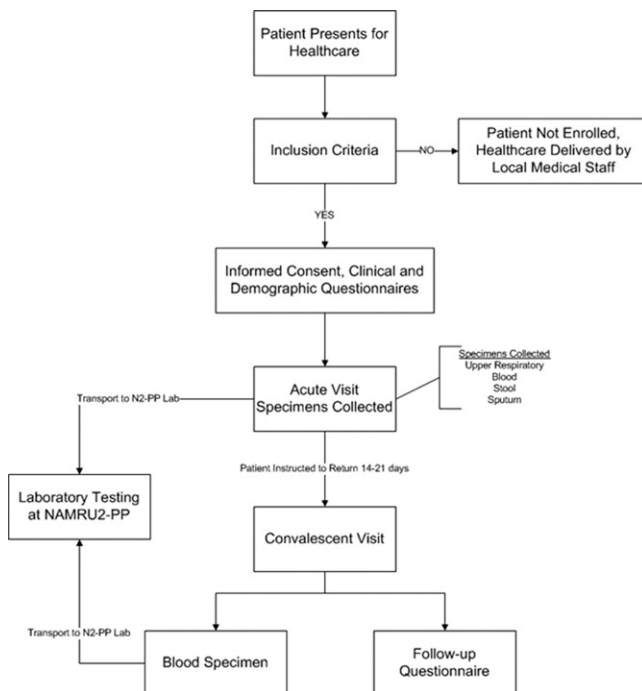 Patient Presents for
Healthcare
Inclusion Criteria
NO
Patient Not Enrolled,
Healthcare Delivered by
Local Medical Staff
YES
Informed Consent, Clinical and
Demographic Questionnaires
Specimens Collected
Upper Respiratory
Blood
Stool
Sputum
Acute Visit
Specimens Collected
Transport to N2-PP Lab
Patient Instructed to Return 14-21 days
Laboratory Testing
at NAMRU2-PP
Convalescent Visit
Transport to N2-PP Lab
Blood Specimen
Follow-up
Questionnaire